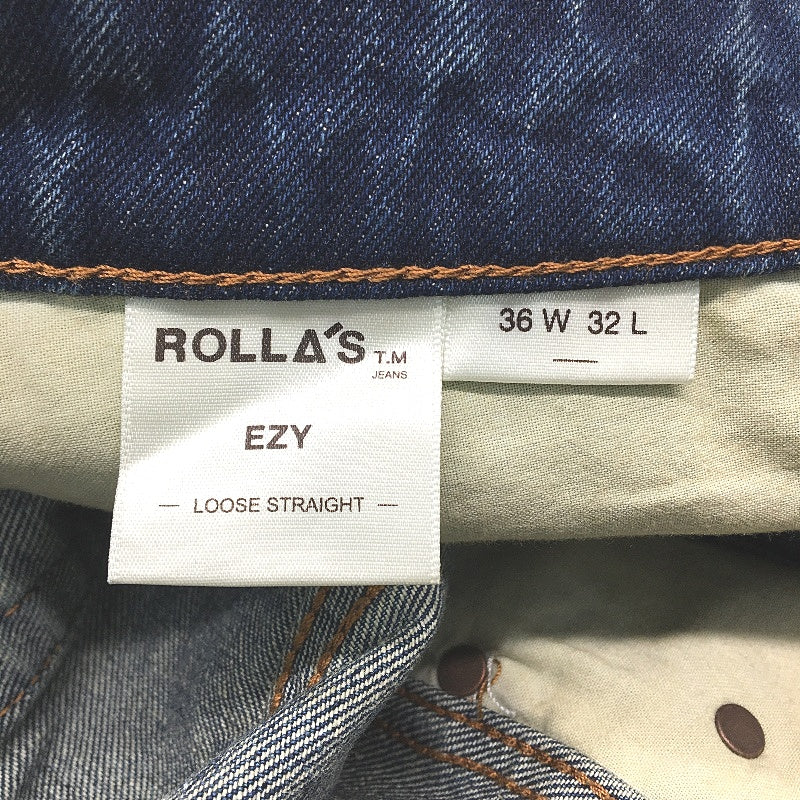 ROLLA'S T.M
JEANS
EZY
— LOOSE STRAIGHT —
36 W 32 L